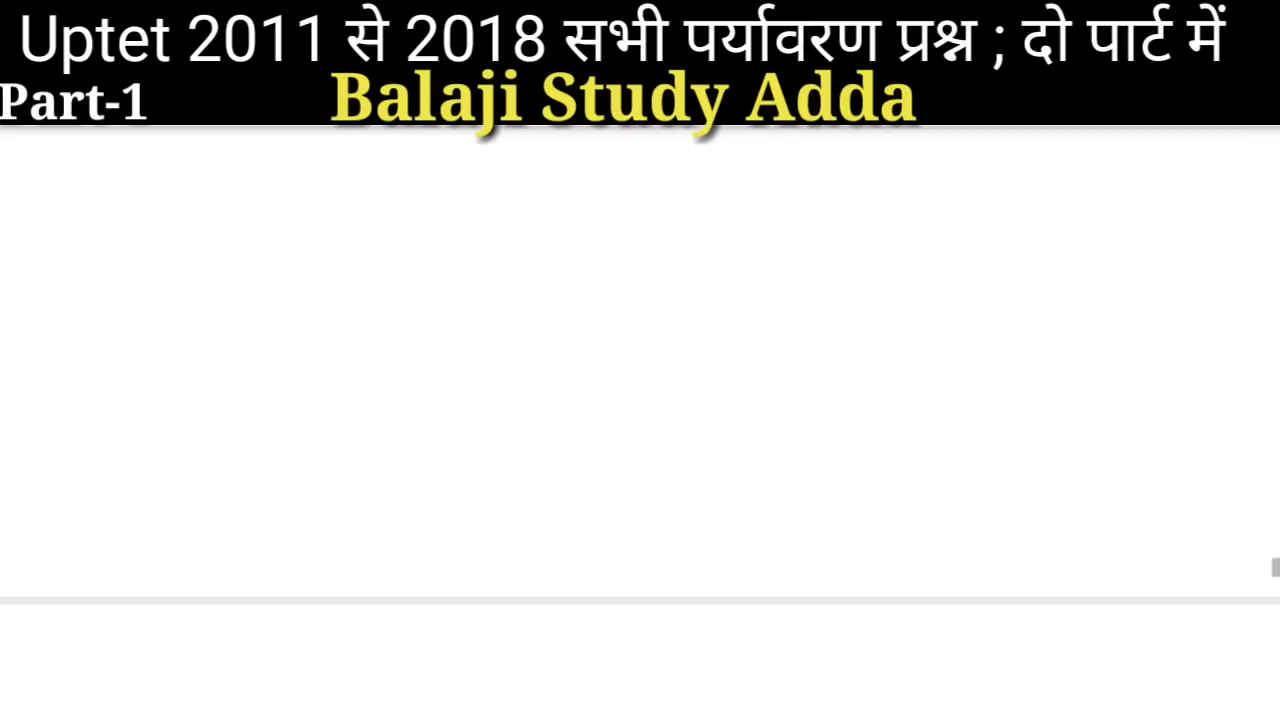 Uptet 2011 से 2018 सभी पर्यावरण प्रश्न ; दो पार्ट में
Part-1 Balaji Study Adda